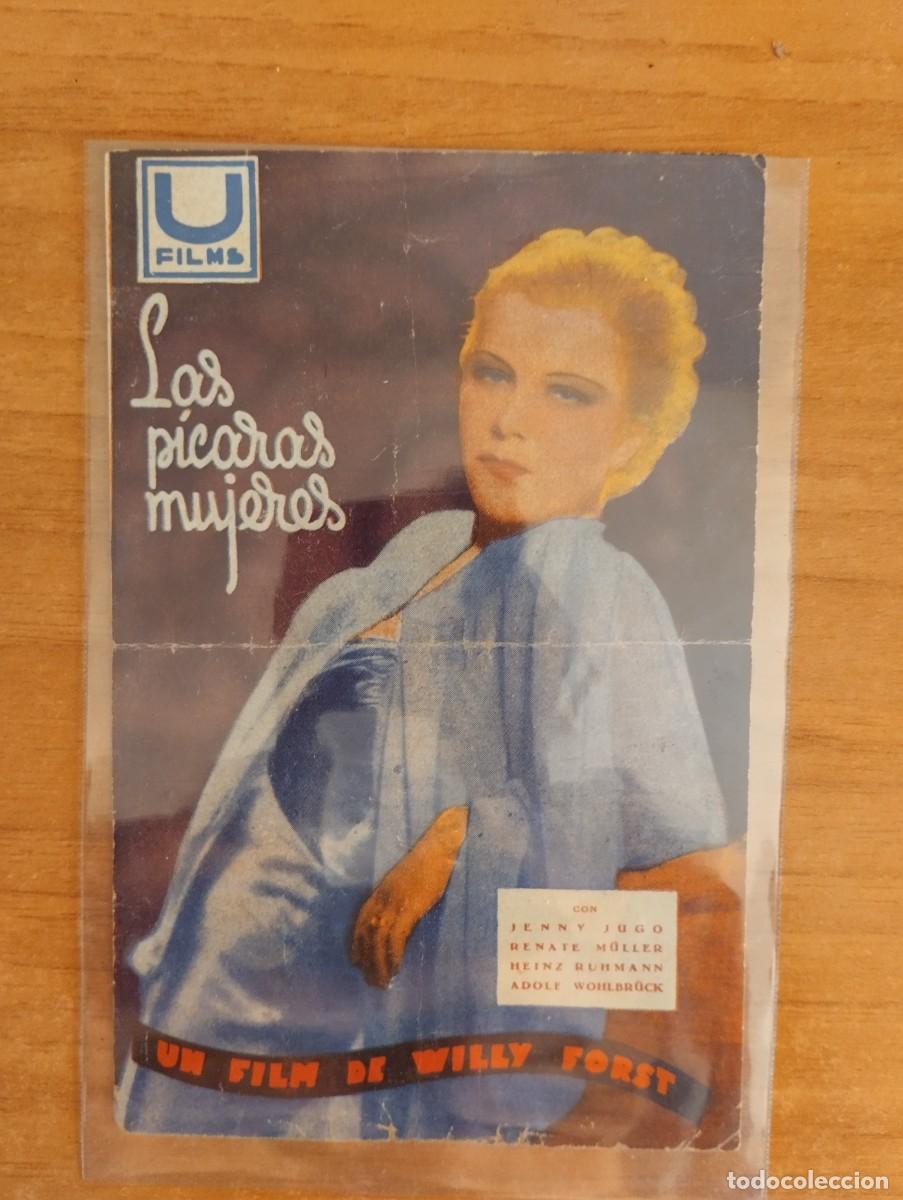 U
FILMS
Las
pícaras
mujeres
CON
JENNY JUGO
RENATE MÜLLER
HEINZ RUHMANN
ADOLF WOHLBRÜCK
UN FILM DE WILLY FORST
todocoleccion